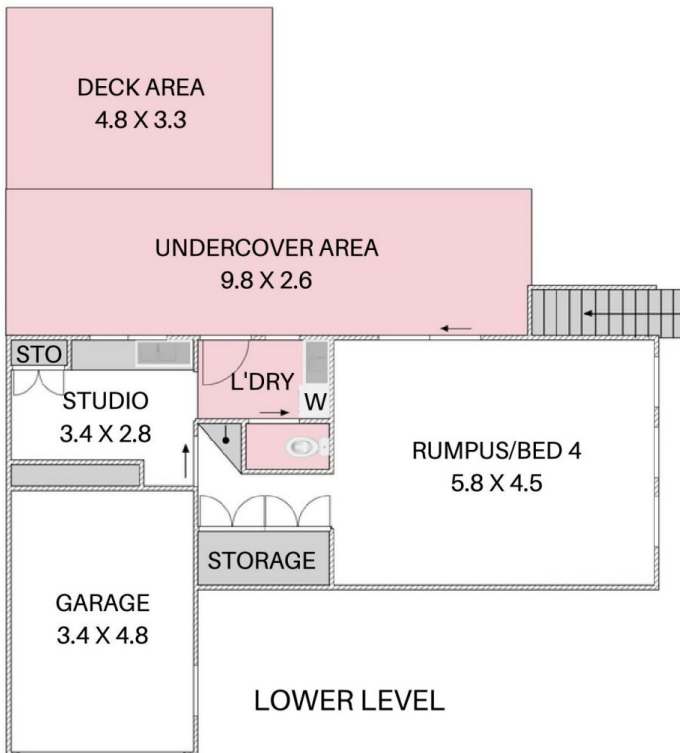 DECK AREA
4.8 X 3.3
UNDERCOVER AREA
9.8 X 2.6
STO
L'DRY
W
STUDIO
3.4 X 2.8
RUMPUS/BED 4
5.8 X 4.5
STORAGE
GARAGE
3.4 X 4.8
LOWER LEVEL